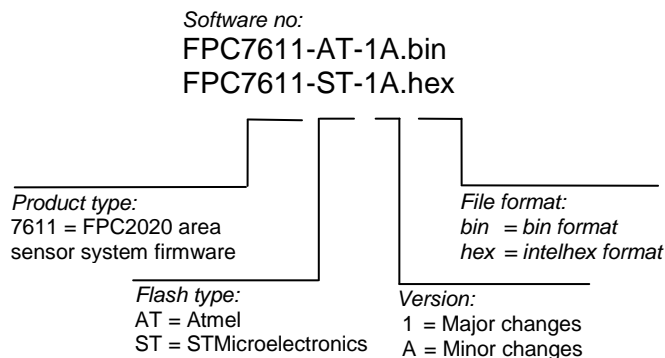 Software no:
FPC7611-AT-1A.bin
FPC7611-ST-1A.hex
Product type:
7611 = FPC2020 area
sensor system firmware
File format:
bin = bin format
hex = intelhex format
Flash type:
AT = Atmel
ST = STMicroelectronics
Version:
1 = Major changes
A = Minor changes